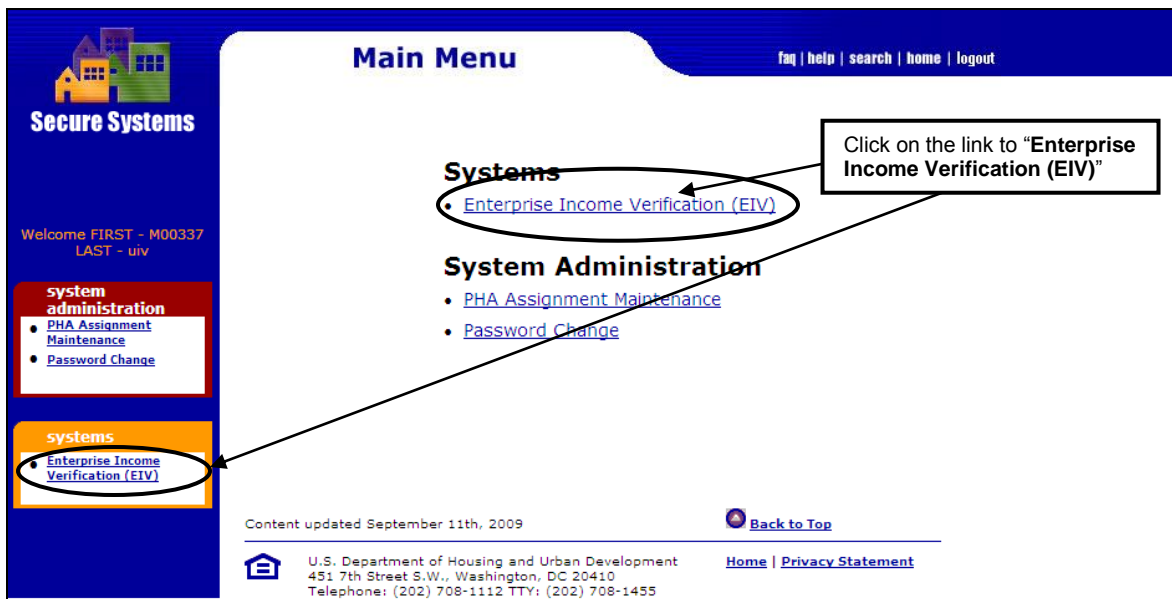 Main Menu
faq | help | search | home | logout
Secure Systems
Click on the link to “Enterprise
Income Verification (EIV)”
Systems
• Enterprise Income Verification (EIV)
Welcome FIRST - M00337
LAST - uiv
System Administration
• PHA Assignment Maintenance
• Password Change
system
administration
• PHA Assignment
Maintenance
• Password Change
systems
• Enterprise Income
Verification (EIV)
Content updated September 11th, 2009
Back to Top
U.S. Department of Housing and Urban Development
451 7th Street S.W., Washington, DC 20410
Telephone: (202) 708-1112 TTY: (202) 708-1455
Home | Privacy Statement